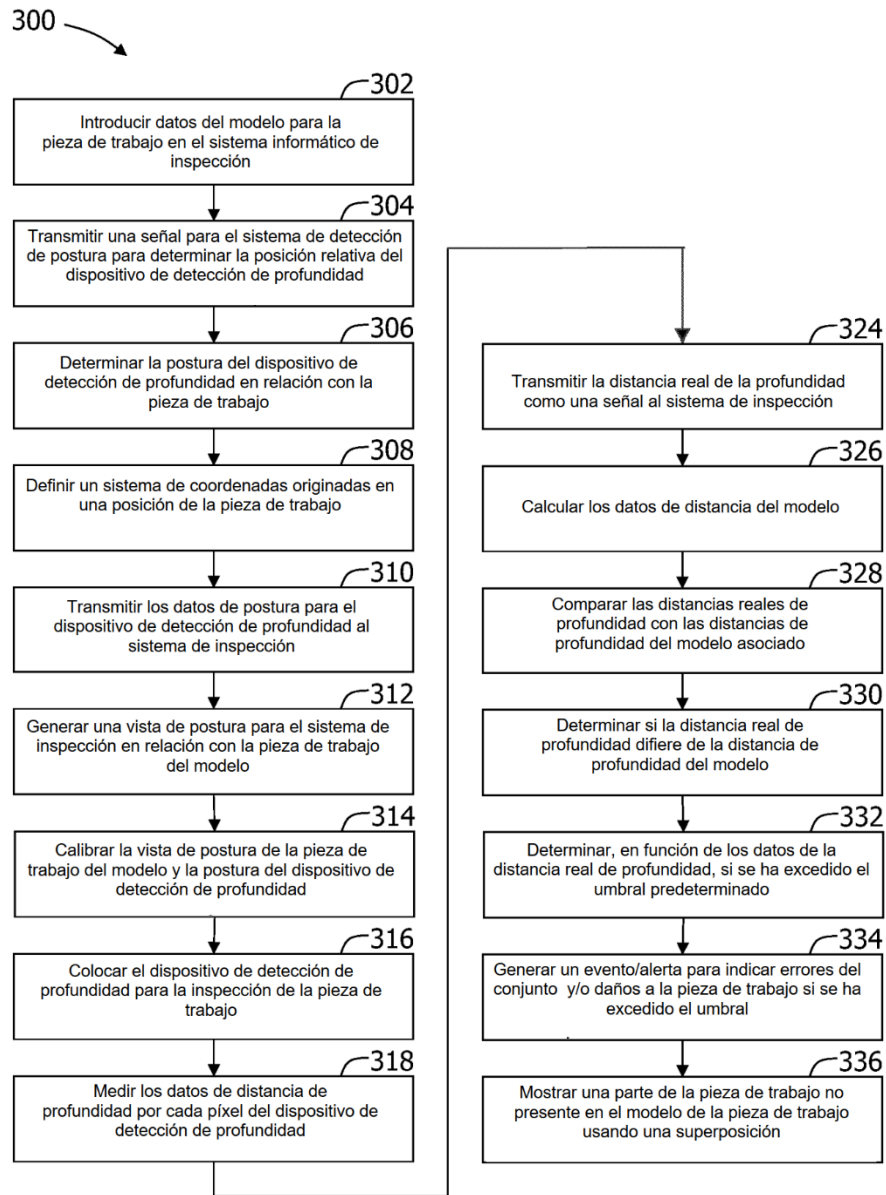 300
302
Introducir datos del modelo para la
pieza de trabajo en el sistema informático de
inspección
304
Transmitir una señal para el sistema de detección
de postura para determinar la posición relativa del
dispositivo de detección de profundidad
306
Determinar la postura del dispositivo de
detección de profundidad en relación con la
pieza de trabajo
308
Definir un sistema de coordenadas originadas en
una posición de la pieza de trabajo
310
Transmitir los datos de postura para el
dispositivo de detección de profundidad al
sistema de inspección
312
Generar una vista de postura para el sistema de
inspección en relación con la pieza de trabajo
del modelo
314
Calibrar la vista de postura de la pieza de
trabajo del modelo y la postura del dispositivo de
detección de profundidad
316
Colocar el dispositivo de detección de
profundidad para la inspección de la pieza de
trabajo
318
Medir los datos de distancia de
profundidad por cada píxel del dispositivo de
detección de profundidad
324
Transmitir la distancia real de la profundidad
como una señal al sistema de inspección
326
Calcular los datos de distancia del modelo
328
Comparar las distancias reales de
profundidad con las distancias de
profundidad del modelo asociado
330
Determinar si la distancia real de
profundidad difiere de la distancia de
profundidad del modelo
332
Determinar, en función de los datos de la
distancia real de profundidad, si se ha excedido el
umbral predeterminado
334
Generar un evento/alerta para indicar errores del
conjunto y/o daños a la pieza de trabajo si se ha
excedido el umbral
336
Mostrar una parte de la pieza de trabajo no
presente en el modelo de la pieza de trabajo
usando una superposición